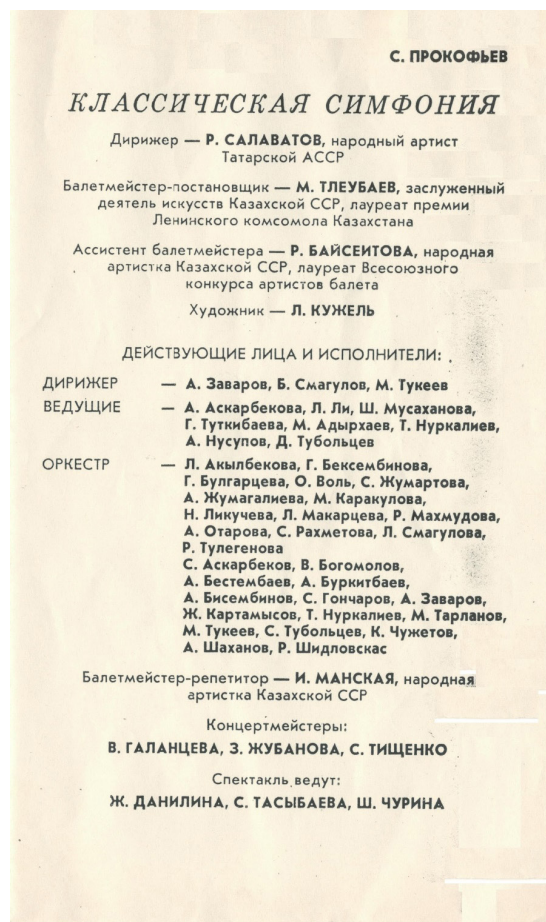 С. ПРОКОФЬЕВ
КЛАССИЧЕСКАЯ СИМФОНИЯ
Дирижер — Р. САЛАВАТОВ, народный артист
Татарской АССР
Балетмейстер-постановщик — М. ТЛЕУБАЕВ, заслуженный
деятель искусств Казахской ССР, лауреат премии
Ленинского комсомола Казахстана
Ассистент балетмейстера — Р. БАЙСЕИТОВА, народная
артистка Казахской ССР, лауреат Всесоюзного
конкурса артистов балета
Художник — Л. КУЖЕЛЬ
ДЕЙСТВУЮЩИЕ ЛИЦА И ИСПОЛНИТЕЛИ:
ДИРИЖЕР — А. Заваров, Б. Смагулов, М. Тукеев
ВЕДУЩИЕ — А. Аскарбекова, Л. Ли, Ш. Мусаханова,
Г. Туткибаева, М. Адырхаев, Т. Нуркалиев,
А. Нусупов, Д. Тубольцев
ОРКЕСТР — Л. Акылбекова, Г. Бексембинова,
Г. Булгарцева, О. Воль, С. Жумартова,
А. Жумагалиева, М. Каракулова,
Н. Ликучева, Л. Макарцева, Р. Махмудова,
А. Отарова, С. Рахметова, Л. Смагулова,
Р. Тулегенова
С. Аскарбеков, В. Богомолов,
А. Бестембаев, А. Буркитбаев,
А. Бисембинов, С. Гончаров, А. Заваров,
Ж. Картамысов, Т. Нуркалиев, М. Тарланов,
М. Тукеев, С. Тубольцев, К. Чужетов,
А. Шаханов, Р. Шидловскас
Балетмейстер-репетитор — И. МАНСКАЯ, народная
артистка Казахской ССР
Концертмейстеры:
В. ГАЛАНЦЕВА, З. ЖУБАНОВА, С. ТИЩЕНКО
Спектакль ведут:
Ж. ДАНИЛИНА, С. ТАСЫБАЕВА, Ш. ЧУРИНА